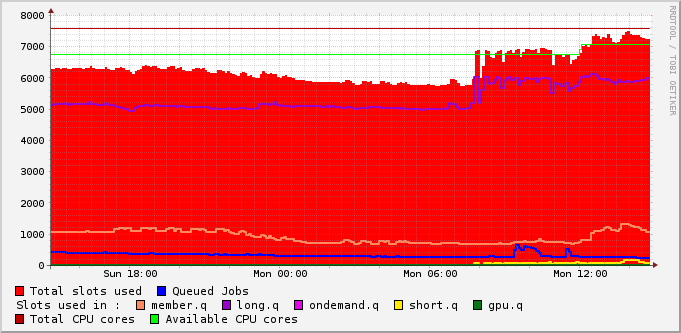 8000
7000
6000
5000
4000
3000
2000
1000
0
Sun 18:00 Mon 00:00 Mon 06:00 Mon 12:00
Total slots used Queued Jobs
Slots used in : member.q long.q ondemand.q short.q gpu.q
Total CPU cores Available CPU cores
RRDTOOL / TOBI OETIKER